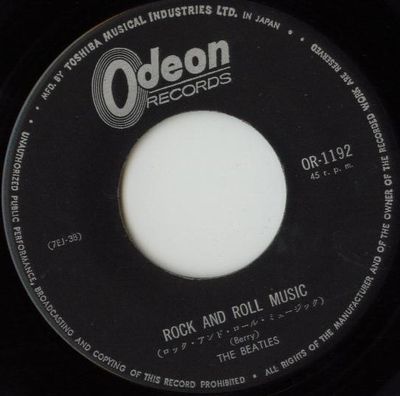 MFD. BY TOSHIBA MUSICAL INDUSTRIES LTD. IN JAPAN
ALL RIGHTS OF THE MANUFACTURER AND OF THE OWNER OF THE RECORDED WORK ARE RESERVED
UNAUTHORIZED PUBLIC PERFORMANCE, BROADCASTING AND COPYING OF THIS RECORD PROHIBITED
Odeon
RECORDS
OR-1192
45 r. p. m.
(7EJ-38)
ROCK AND ROLL MUSIC
(ロック・アンド・ロール・ミュージック)
(Berry)
THE BEATLES